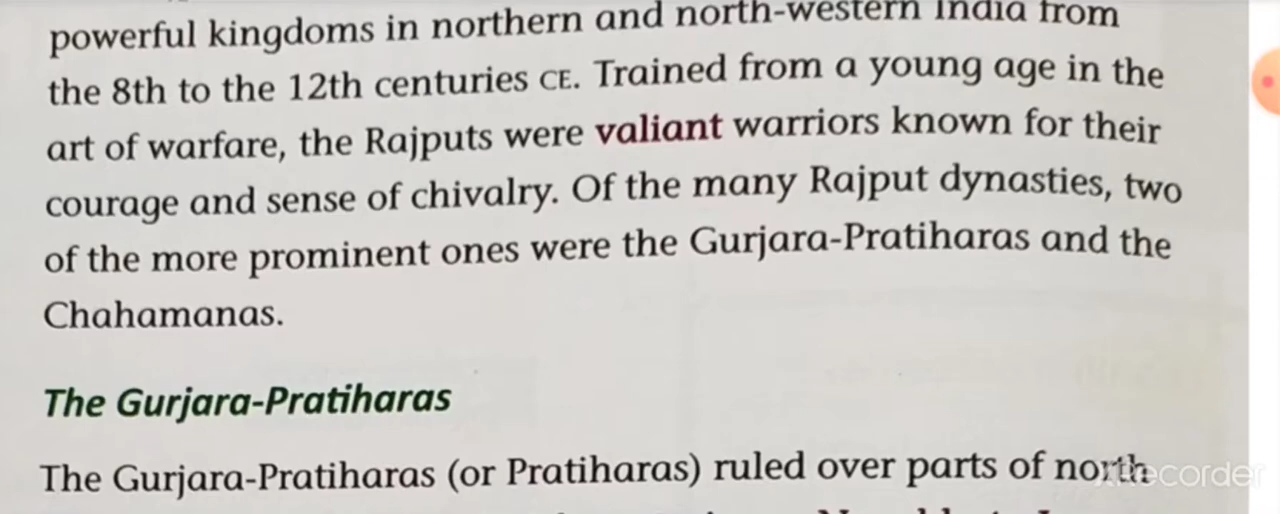 powerful kingdoms in northern and north-western India from
the 8th to the 12th centuries CE. Trained from a young age in the
art of warfare, the Rajputs were valiant warriors known for their
courage and sense of chivalry. Of the many Rajput dynasties, two
of the more prominent ones were the Gurjara-Pratiharas and the
Chahamanas.
The Gurjara-Pratiharas
The Gurjara-Pratiharas (or Pratiharas) ruled over parts of north
XRecorder